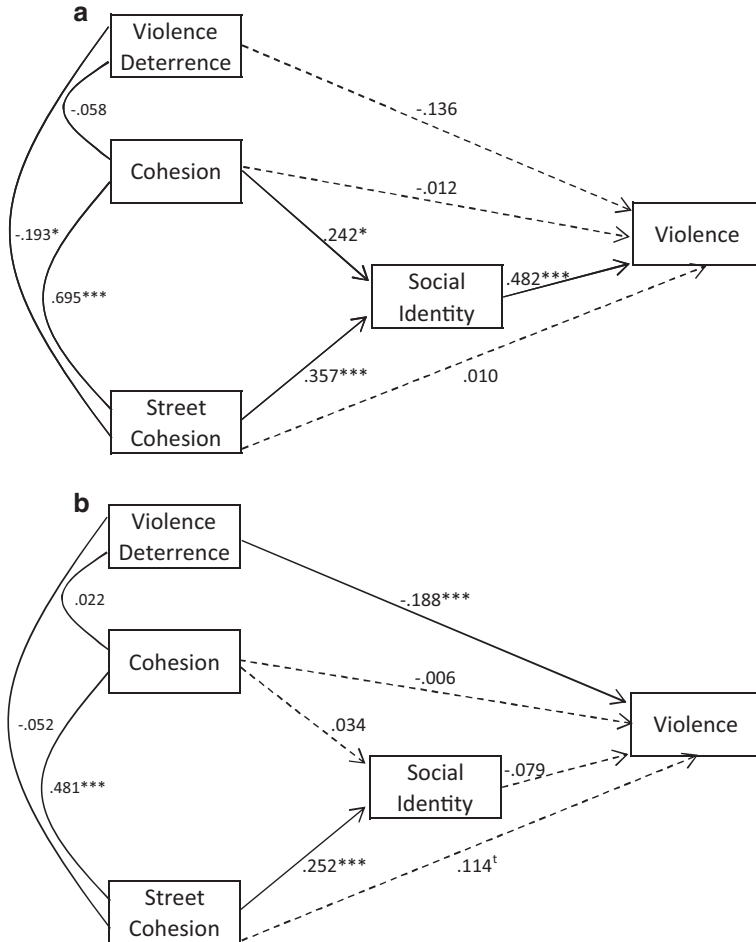 a
Violence
Deterrence
-.058
-.136
Cohesion
-.012
-.193*
.242*
Violence
Social
Identity
.482***
.695***
.357***
.010
Street
Cohesion
b
Violence
Deterrence
.022
-.188***
Cohesion
-.006
.034
-.052
Violence
Social
Identity
-.079
.481***
.252***
.114ᵗ
Street
Cohesion